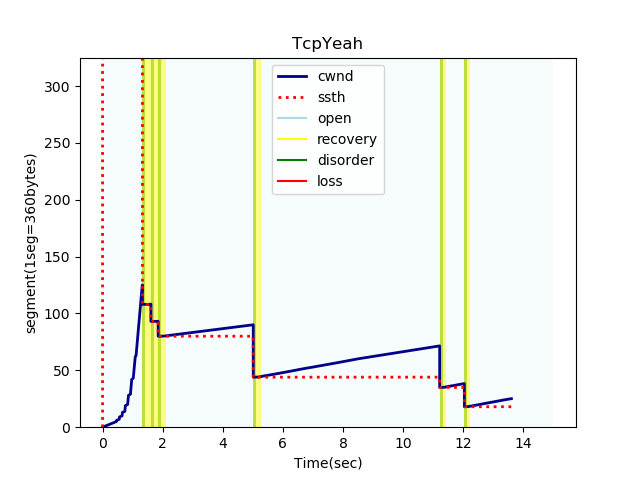 TcpYeah
segment(1seg=360bytes)
300
250
200
150
100
50
0
cwnd
ssth
open
recovery
disorder
loss
0 2 4 6 8 10 12 14
Time(sec)